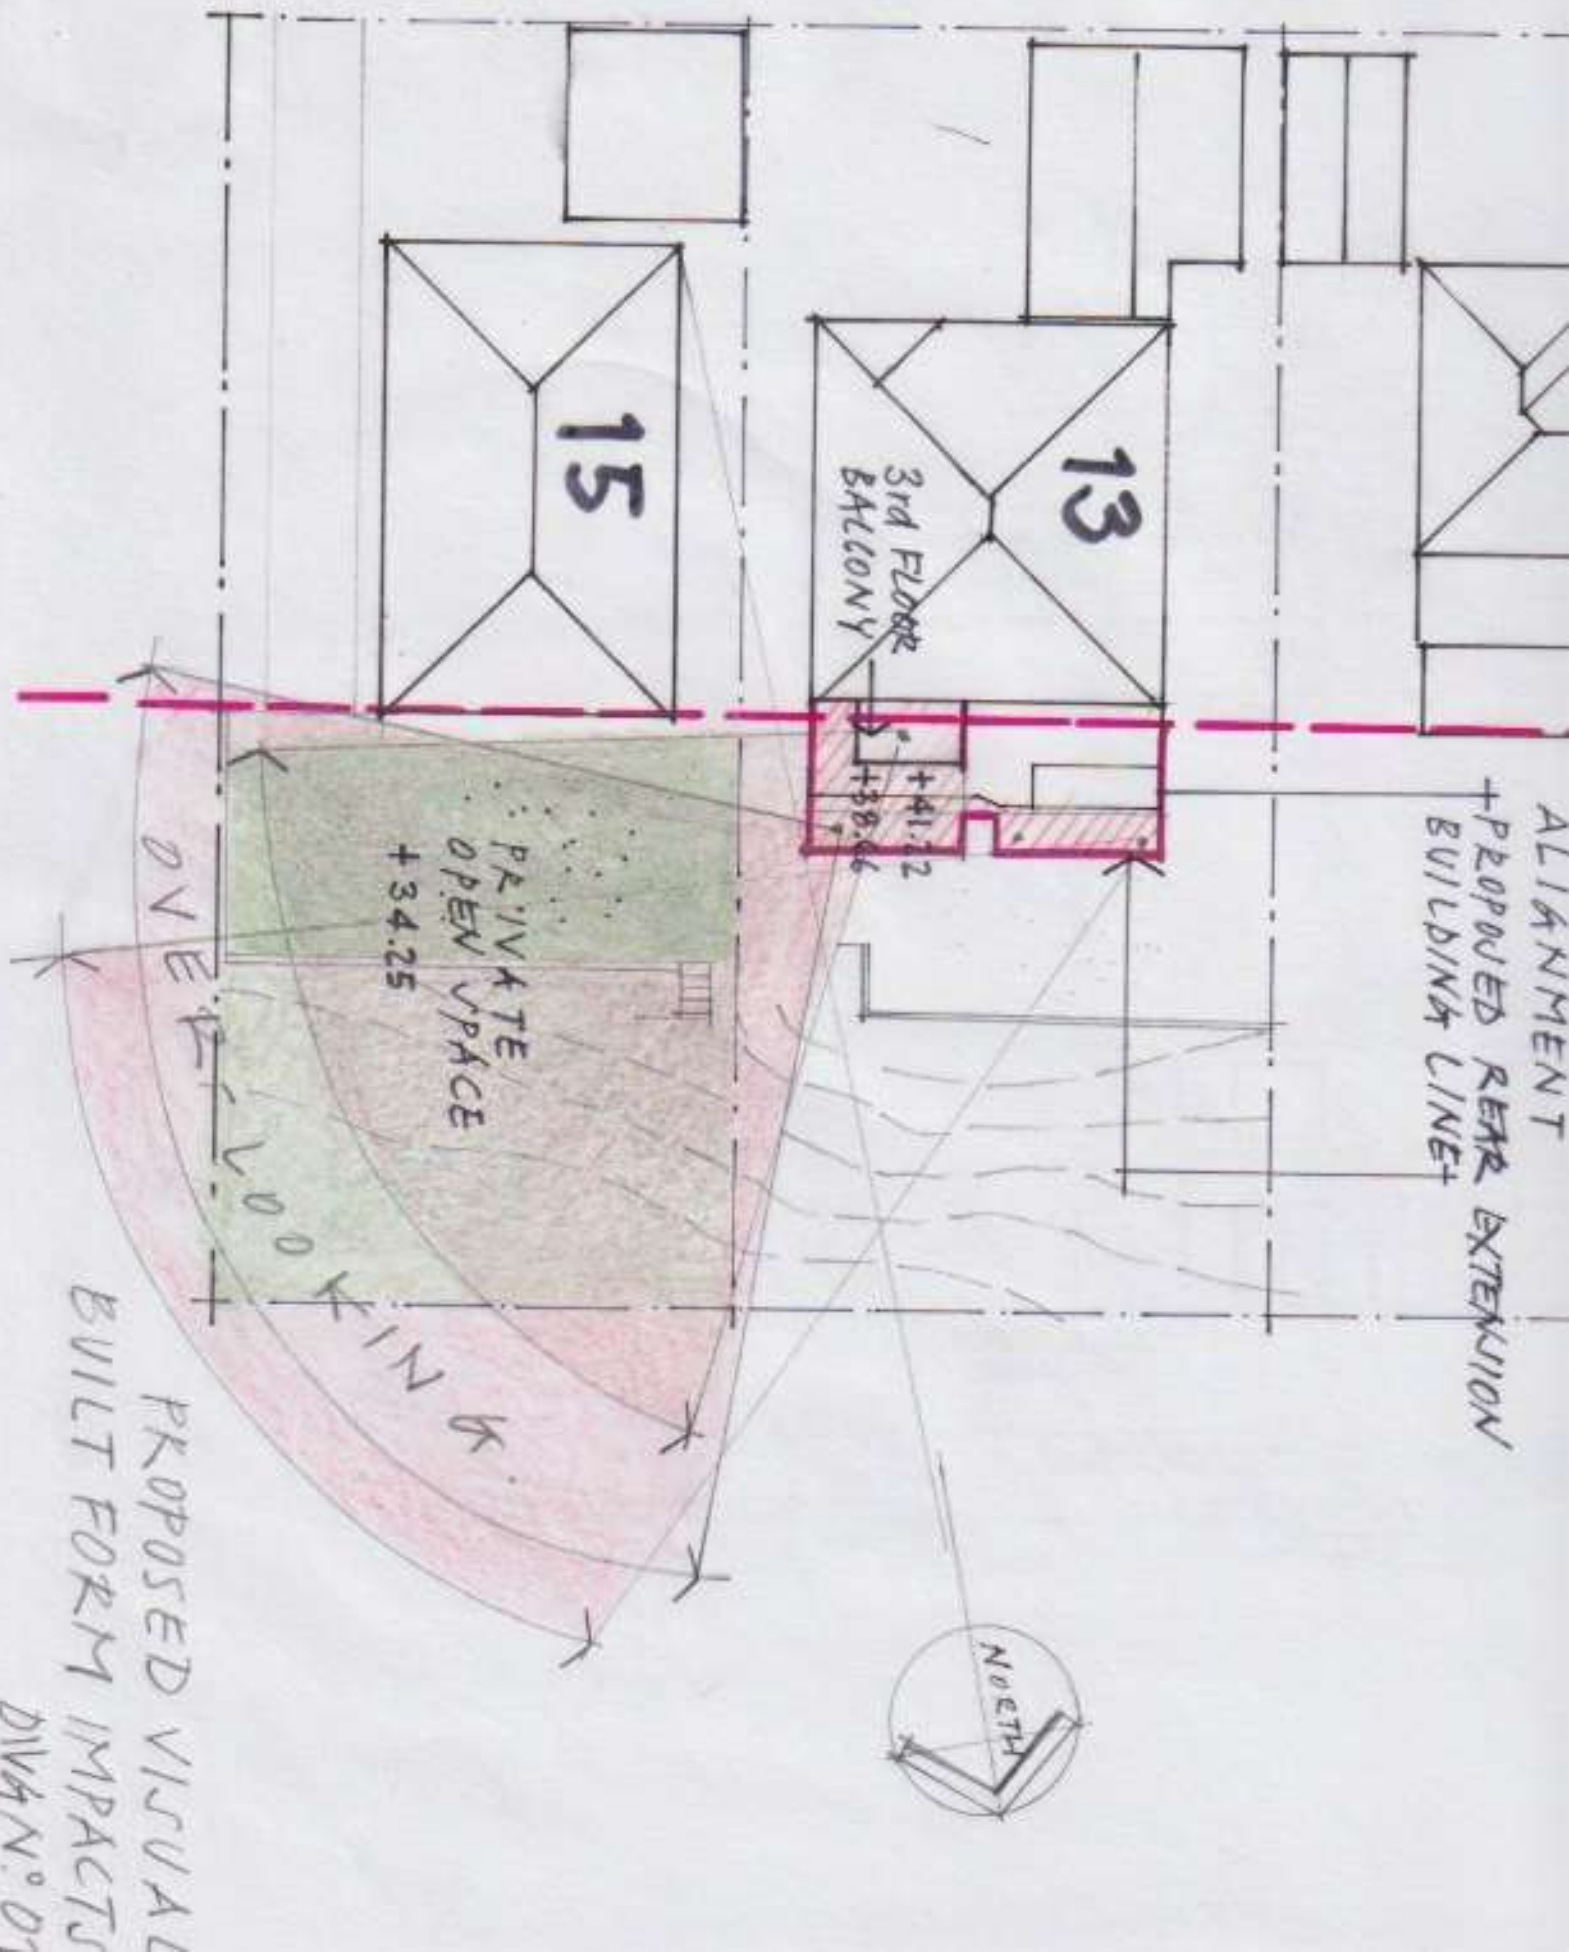 ALIGNMENT
+PROPOSED REAR EXTENSION
BUILDING LINE+
13
3rd FLOOR
BALCONY
+41.22
+38.66
15
PRIVATE
OPEN SPACE
+34.25
OVERLOOKING.
NORTH
PROPOSED VISUAL
BUILT FORM IMPACTS